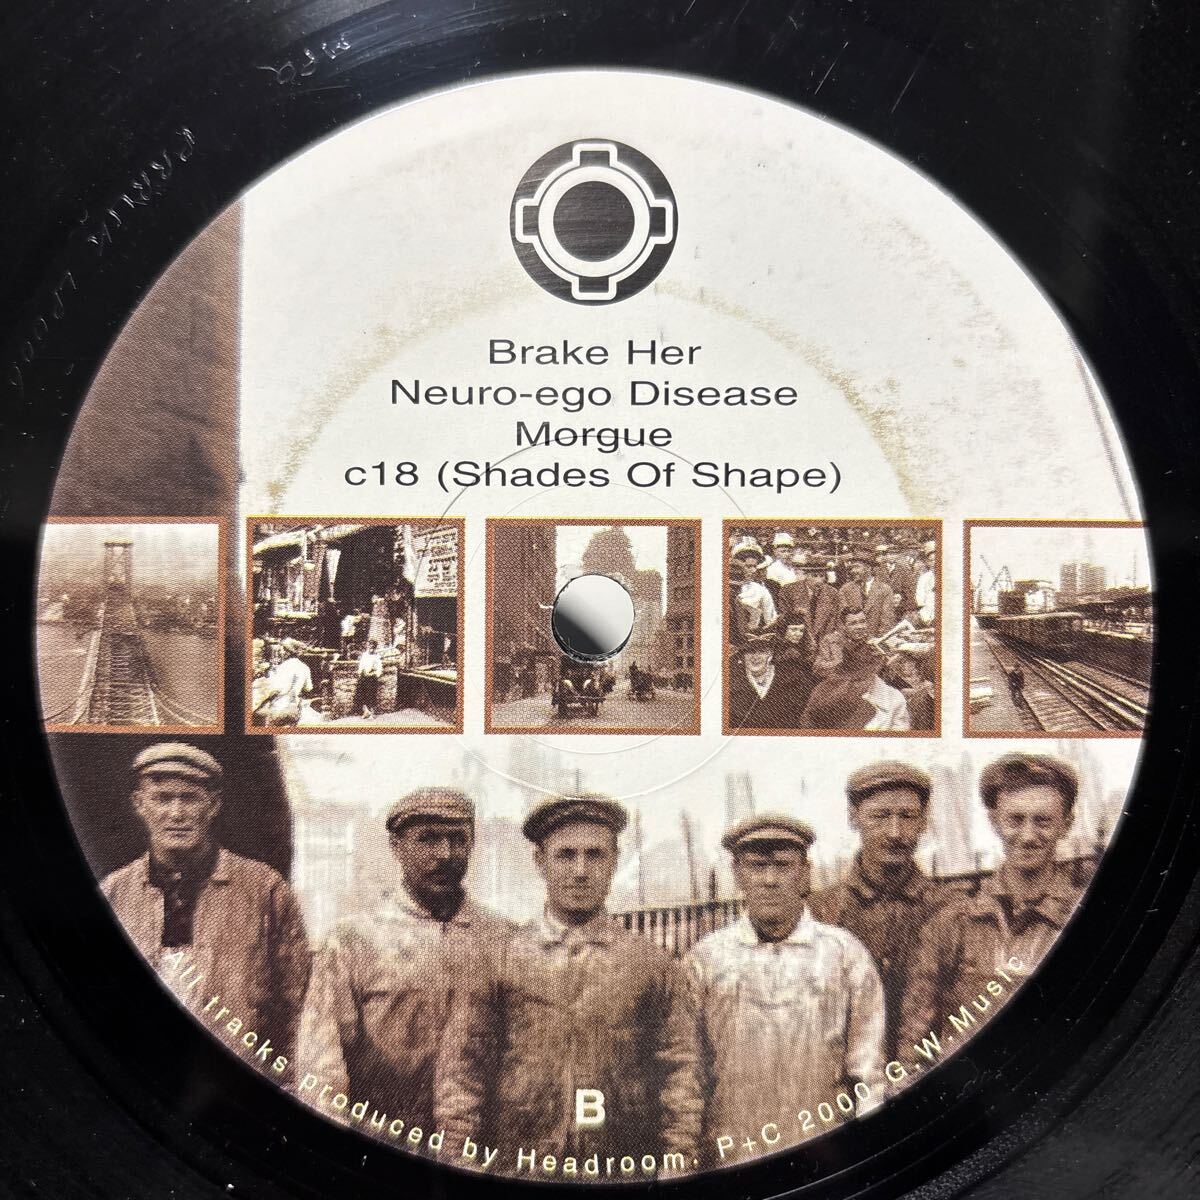 Brake Her
Neuro-ego Disease
Morgue
c18 (Shades Of Shape)
B
All tracks produced by Headroom. P+C 2000 G.W.Music